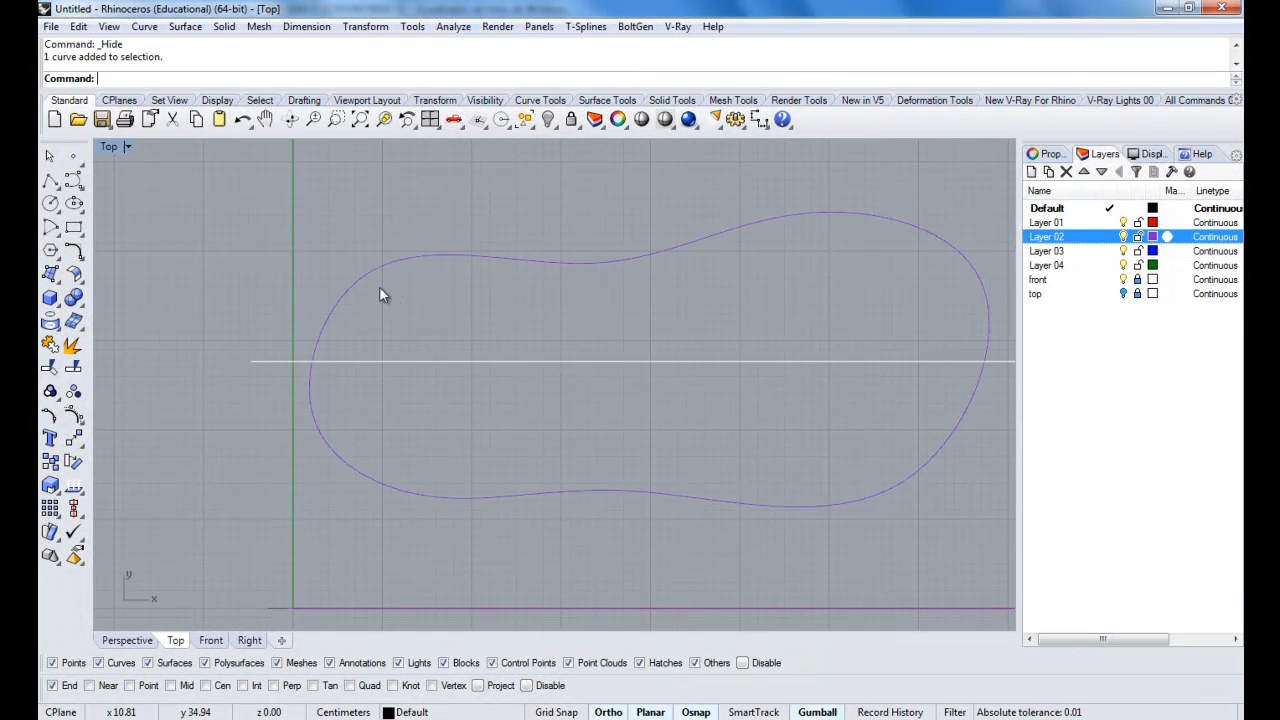 Untitled - Rhinoceros (Educational) (64-bit) - [Top]
File Edit View Curve Surface Solid Mesh Dimension Transform Tools Analyze Render Panels T-Splines BoltGen V-Ray Help
Command: _Hide
1 curve added to selection.
Command:
Standard CPlanes Set View Display Select Drafting Viewport Layout Transform Visibility Curve Tools Surface Tools Solid Tools Mesh Tools Render Tools New in V5 Deformation Tools New V-Ray For Rhino V-Ray Lights 00 All Commands
Top
Prop... Layers Displ... Help
Name Ma... Linetype
Default Continuou
Layer 01 Continuous
Layer 02 Continuous
Layer 03 Continuous
Layer 04 Continuous
front Continuous
top Continuous
y
x
Perspective Top Front Right
Points Curves Surfaces Polysurfaces Meshes Annotations Lights Blocks Control Points Point Clouds Hatches Others Disable
End Near Point Mid Cen Int Perp Tan Quad Knot Vertex Project Disable
CPlane x 10.81 y 34.94 z 0.00 Centimeters Default Grid Snap Ortho Planar Osnap SmartTrack Gumball Record History Filter Absolute tolerance: 0.01